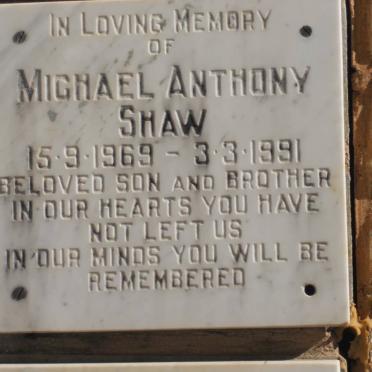 IN LOVING MEMORY
OF
MICHAEL ANTHONY
SHAW
15·9·1969 – 3·3·1991
BELOVED SON AND BROTHER
IN OUR HEARTS YOU HAVE
NOT LEFT US
IN OUR MINDS YOU WILL BE
REMEMBERED